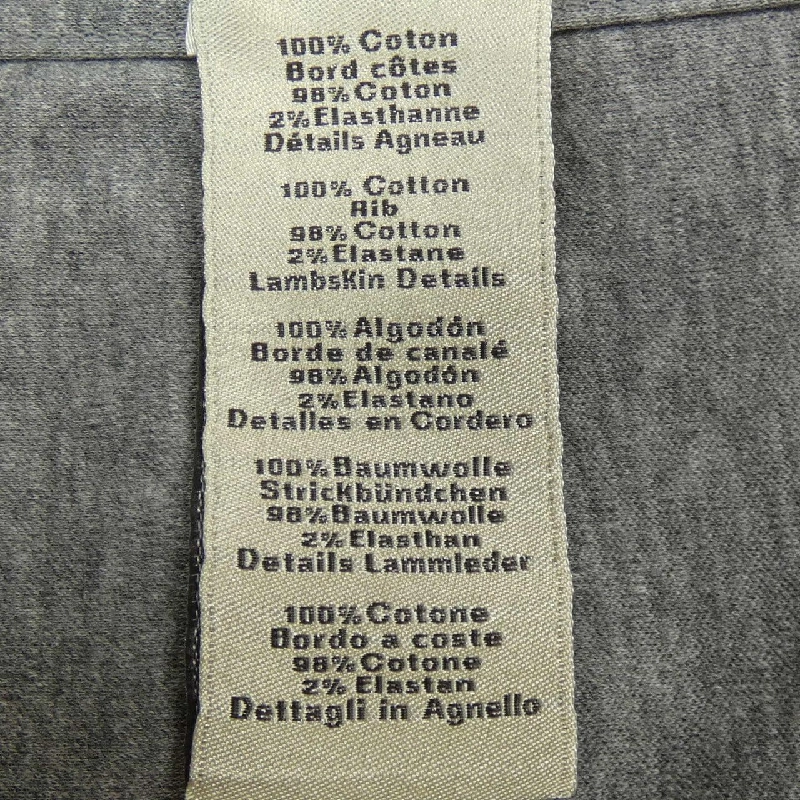 100% Coton
Bord côtes
98% Coton
2% Elasthanne
Détails Agneau
100% Cotton
Rib
98% Cotton
2% Elastane
Lambskin Details
100% Algodón
Borde de canalé
98% Algodón
2% Elastano
Detalles en Cordero
100% Baumwolle
Strickbündchen
98% Baumwolle
2% Elasthan
Details Lammleder
100% Cotone
Bordo a coste
98% Cotone
2% Elastan
Dettagli in Agnello